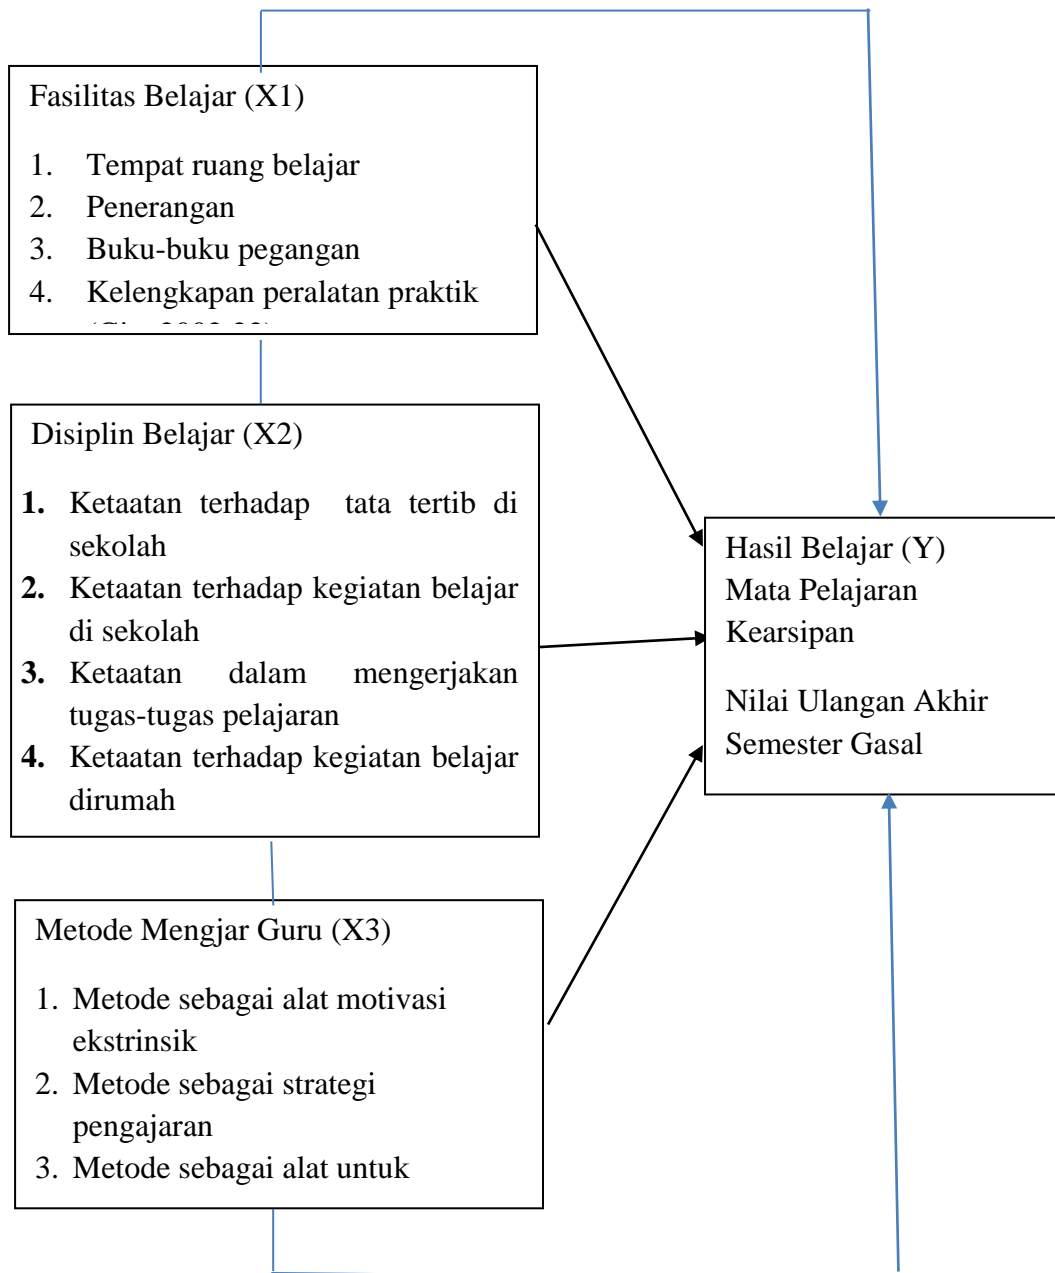 Fasilitas Belajar (X1)
1. Tempat ruang belajar
2. Penerangan
3. Buku-buku pegangan
4. Kelengkapan peralatan praktik
Disiplin Belajar (X2)
1. Ketaatan terhadap tata tertib di
sekolah
2. Ketaatan terhadap kegiatan belajar
di sekolah
3. Ketaatan dalam mengerjakan
tugas-tugas pelajaran
4. Ketaatan terhadap kegiatan belajar
dirumah
Hasil Belajar (Y)
Mata Pelajaran
Kearsipan
Nilai Ulangan Akhir
Semester Gasal
Metode Mengjar Guru (X3)
1. Metode sebagai alat motivasi
ekstrinsik
2. Metode sebagai strategi
pengajaran
3. Metode sebagai alat untuk